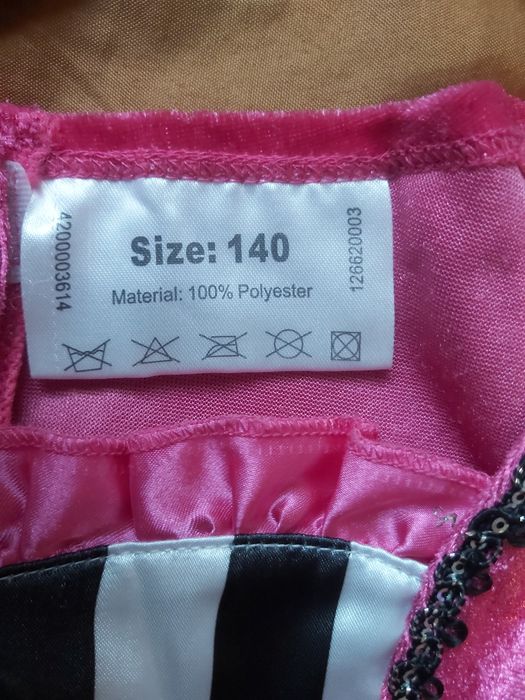 Size: 140
Material: 100% Polyester
4200003614
126620003